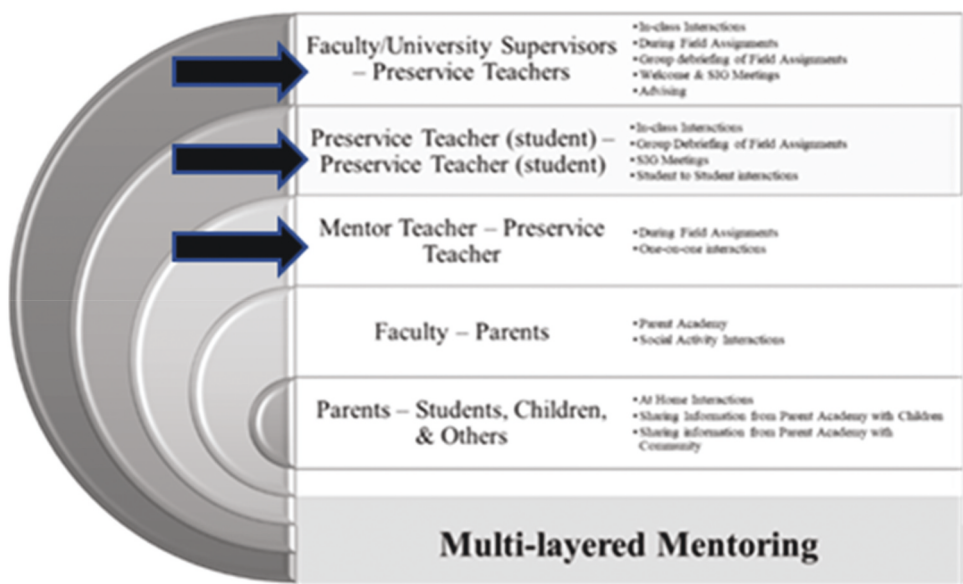 Faculty/University Supervisors
– Preservice Teachers
•In-class Interactions
•During Field Assignments
•Group debriefing of Field Assignments
•Welcome & SIG Meetings
•Advising
Preservice Teacher (student) –
Preservice Teacher (student)
•In-class Interactions
•Group Debriefing of Field Assignments
•SIG Meetings
•Student to Student interactions
Mentor Teacher – Preservice
Teacher
•During Field Assignments
•One-on-one interactions
Faculty – Parents
•Parent Academy
•Social Activity Interactions
Parents – Students, Children,
& Others
•At Home Interactions
•Sharing Information from Parent Academy with Children
•Sharing information from Parent Academy with
Community
Multi-layered Mentoring